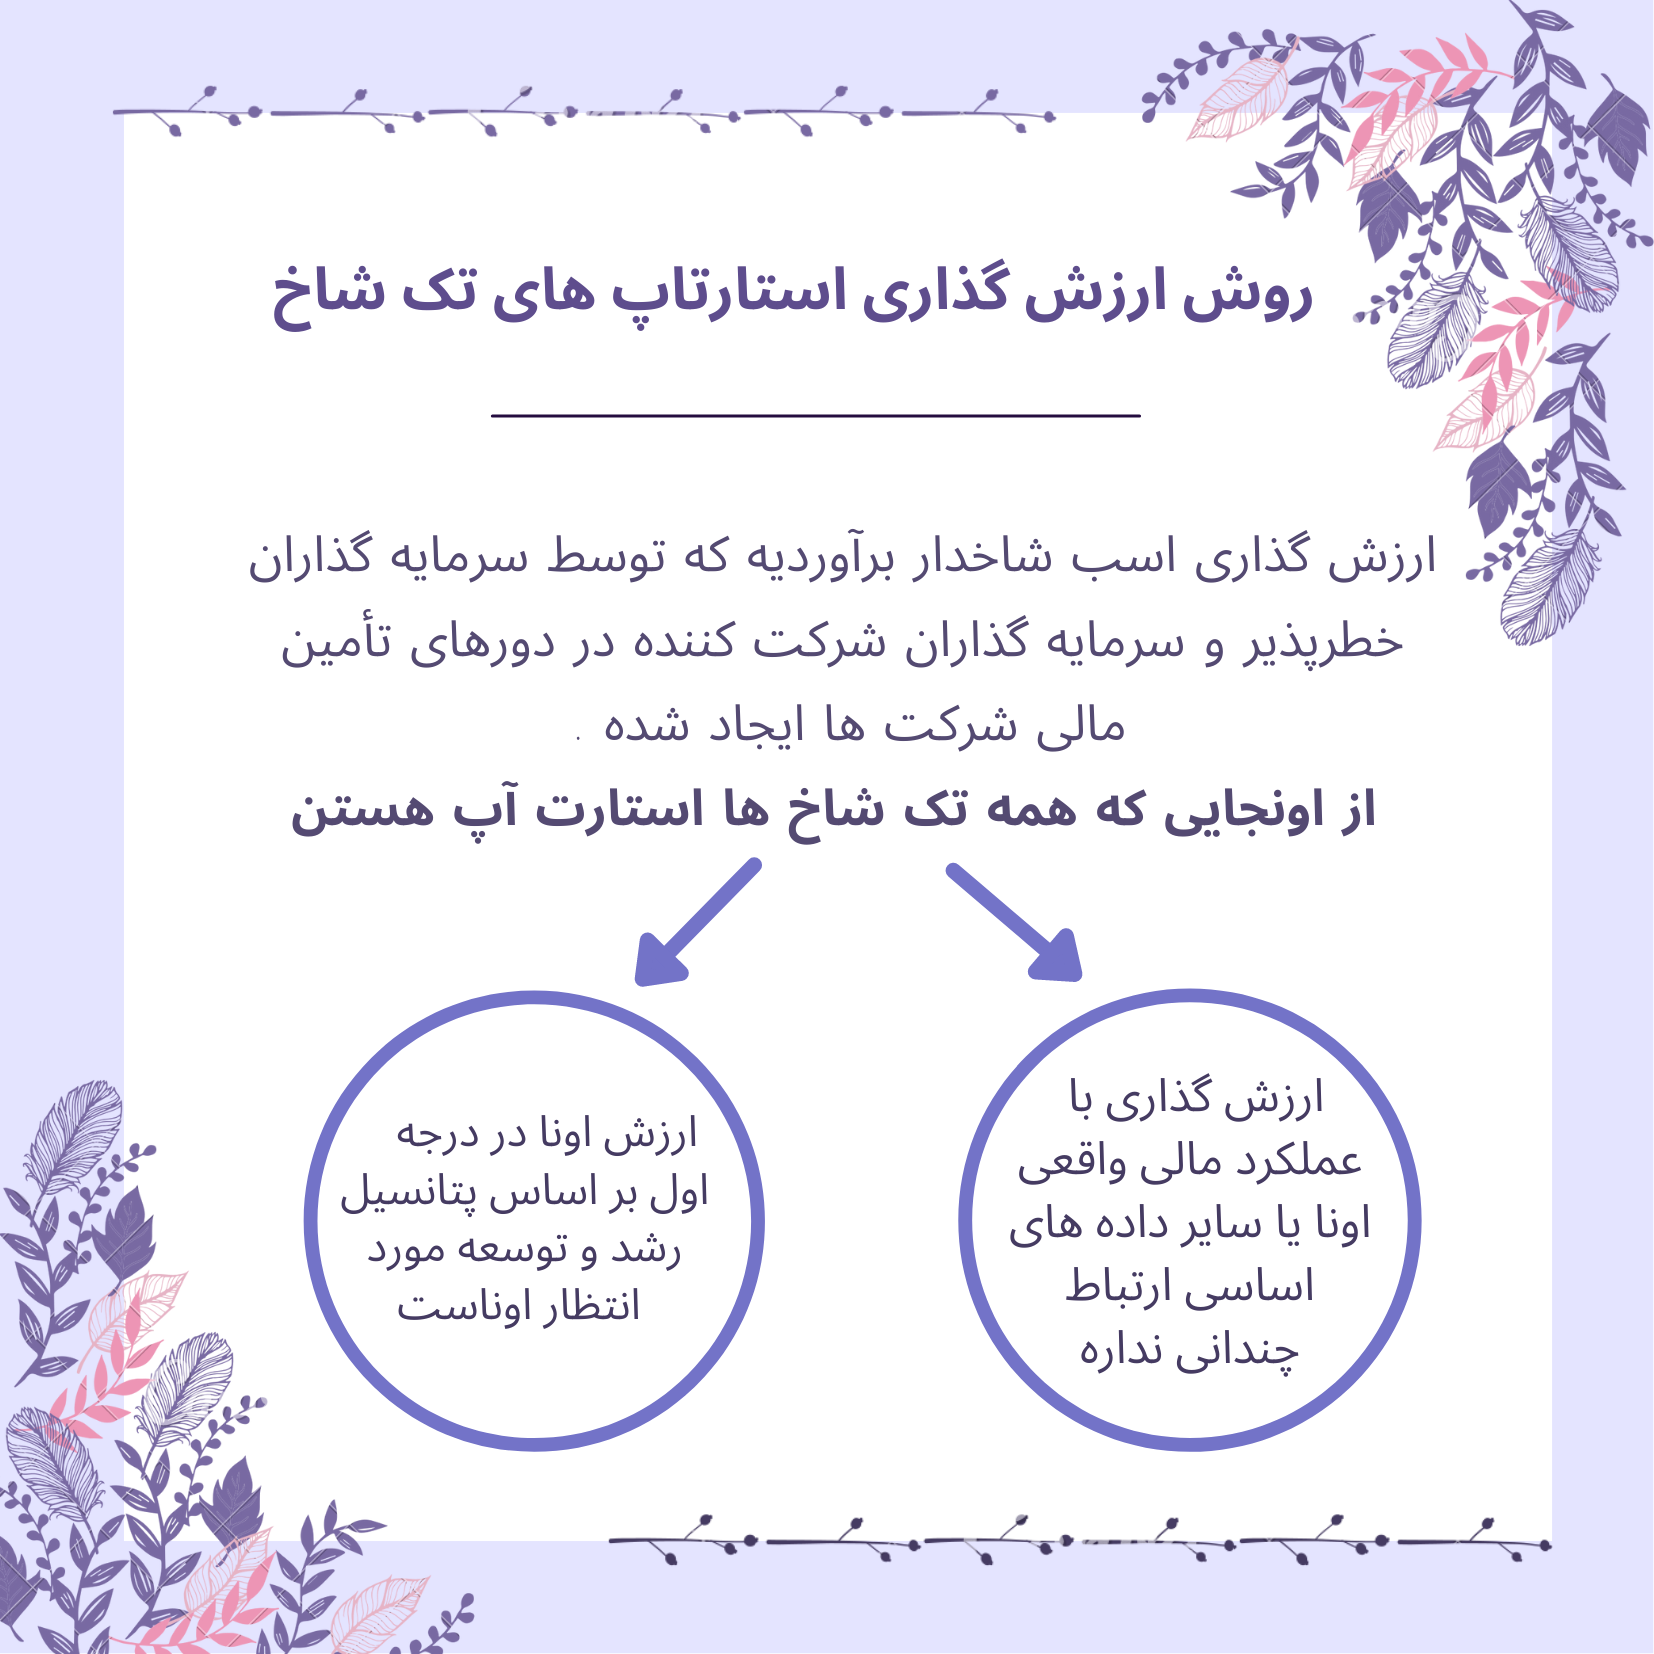 روش ارزش گذاری استارتاپ های تک شاخ
ارزش گذاری اسب شاخدار برآوردیه که توسط سرمایه گذاران
خطرپذیر و سرمایه گذاران شرکت کننده در دورهای تأمین
مالی شرکت ها ایجاد شده .
از اونجایی که همه تک شاخ ها استارت آپ هستن
ارزش گذاری با
عملکرد مالی واقعی
اونا یا سایر داده های
اساسی ارتباط
چندانی نداره
ارزش اونا در درجه
اول بر اساس پتانسیل
رشد و توسعه مورد
انتظار اوناست